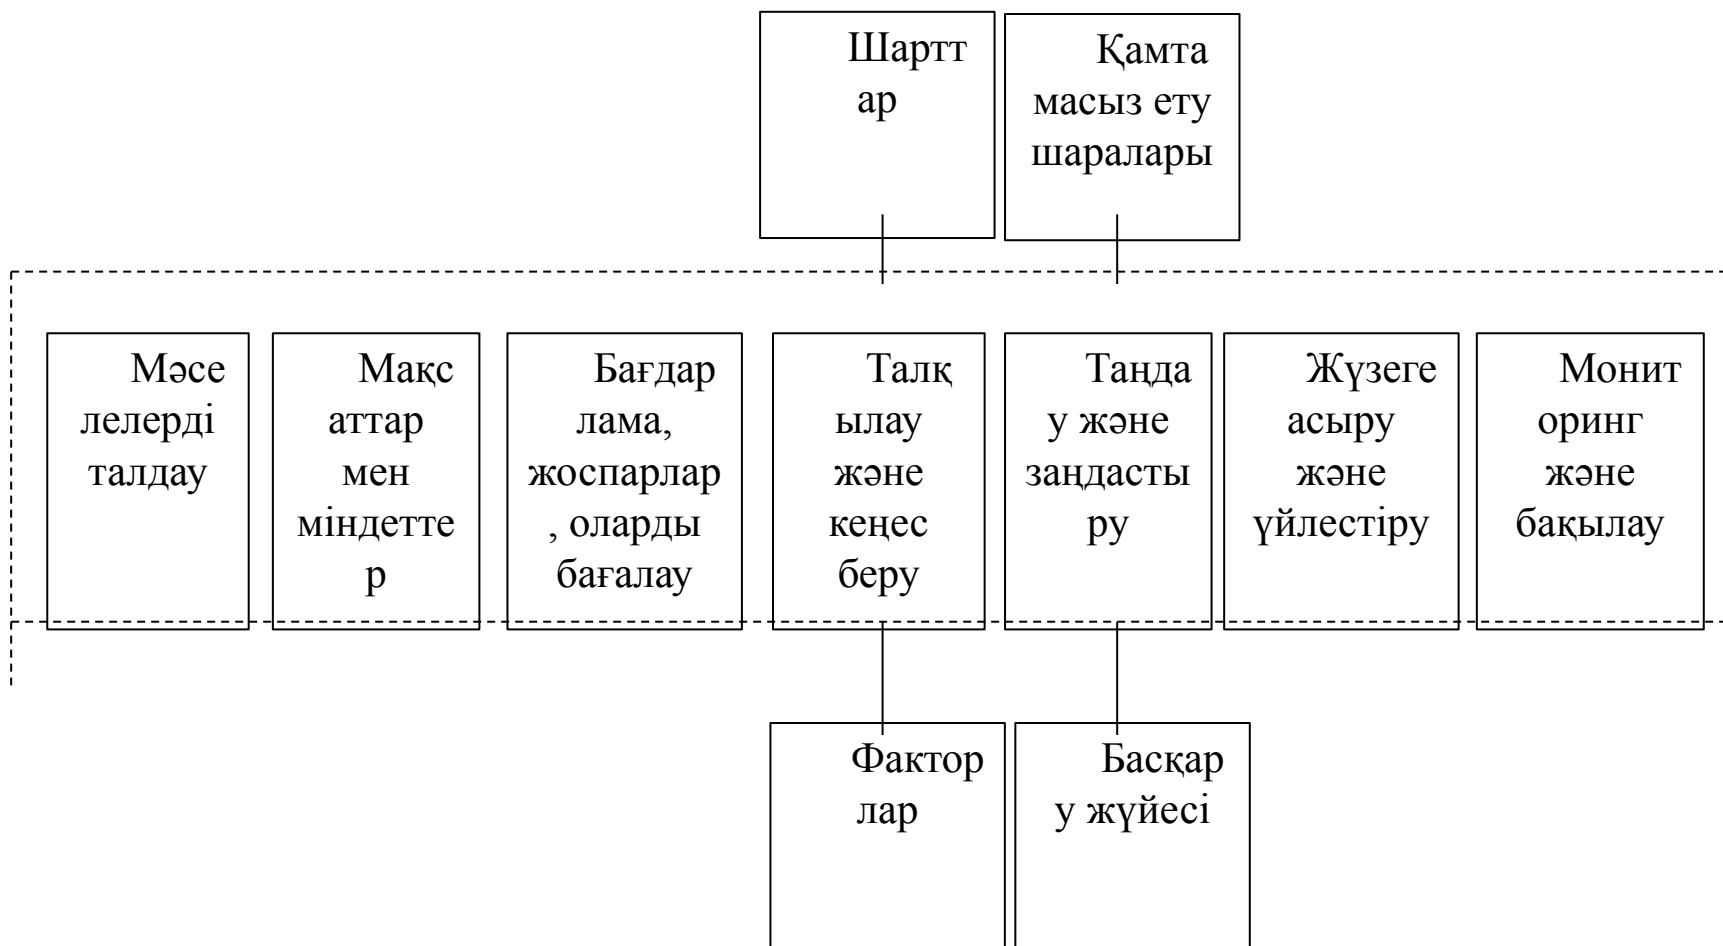 Шартт
ар
Қамта
масыз ету
шаралары
Мәсе
лелерді
талдау
Мақс
аттар
мен
міндетте
р
Бағдар
лама,
жоспарлар
, оларды
бағалау
Талқ
ылау
және
кеңес
беру
Таңда
у және
заңдасты
ру
Жүзеге
асыру
және
үйлестіру
Монит
оринг
және
бақылау
Фактор
лар
Басқар
у жүйесі